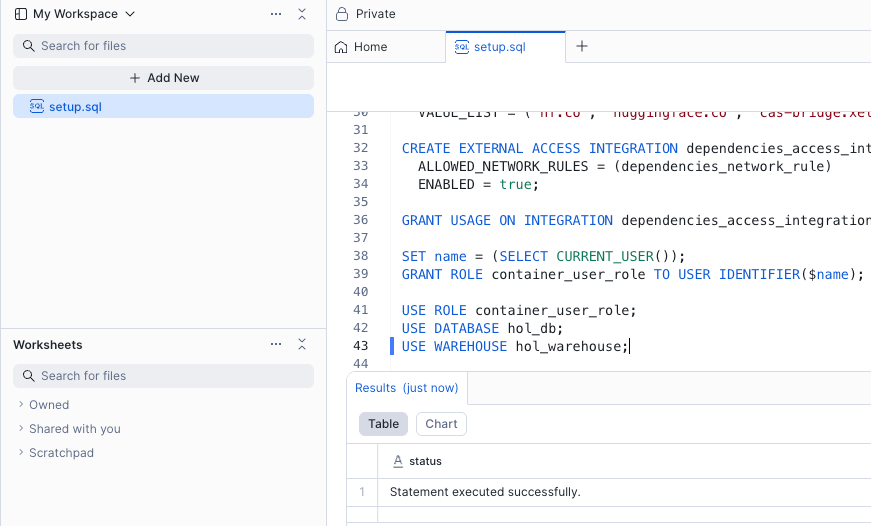 My Workspace
Search for files
Add New
SQL setup.sql
Worksheets
Search for files
Owned
Shared with you
Scratchpad
Private
Home
SQL setup.sql
30 VALUE_LIST = ('hf.co', 'huggingface.co', 'cas-bridge.xet
31
32 CREATE EXTERNAL ACCESS INTEGRATION dependencies_access_int
33 ALLOWED_NETWORK_RULES = (dependencies_network_rule)
34 ENABLED = true;
35
36 GRANT USAGE ON INTEGRATION dependencies_access_integration
37
38 SET name = (SELECT CURRENT_USER());
39 GRANT ROLE container_user_role TO USER IDENTIFIER($name);
40
41 USE ROLE container_user_role;
42 USE DATABASE hol_db;
43 USE WAREHOUSE hol_warehouse;
44
Results (just now)
Table
Chart
A status
1 Statement executed successfully.